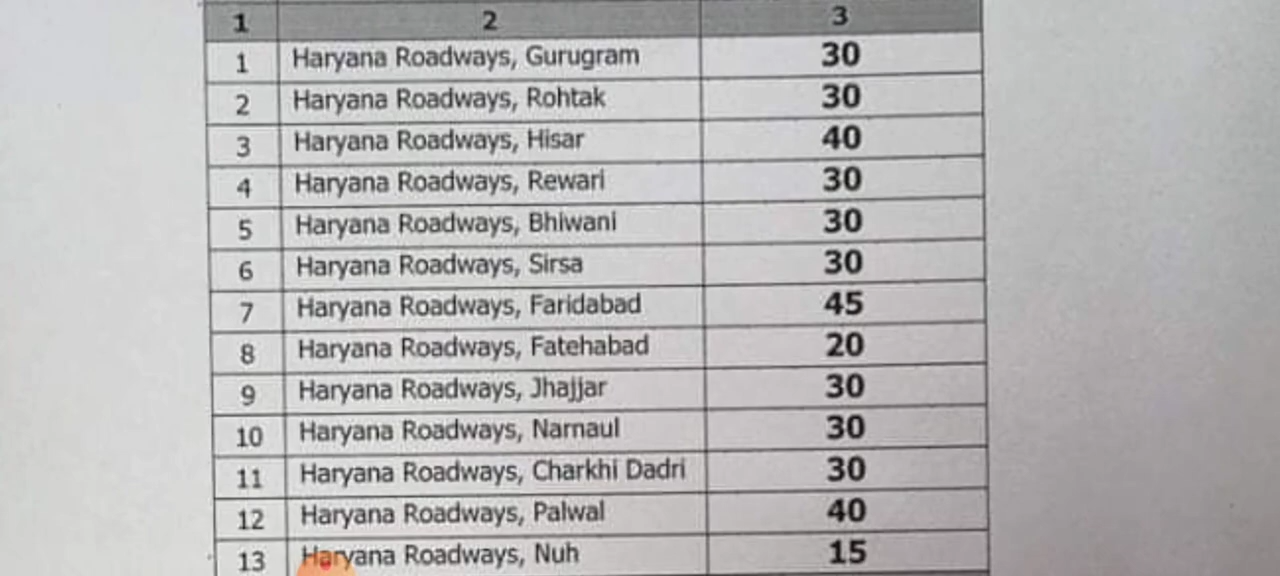 1 2 3
1 Haryana Roadways, Gurugram 30
2 Haryana Roadways, Rohtak 30
3 Haryana Roadways, Hisar 40
4 Haryana Roadways, Rewari 30
5 Haryana Roadways, Bhiwani 30
6 Haryana Roadways, Sirsa 30
7 Haryana Roadways, Faridabad 45
8 Haryana Roadways, Fatehabad 20
9 Haryana Roadways, Jhajjar 30
10 Haryana Roadways, Narnaul 30
11 Haryana Roadways, Charkhi Dadri 30
12 Haryana Roadways, Palwal 40
13 Haryana Roadways, Nuh 15